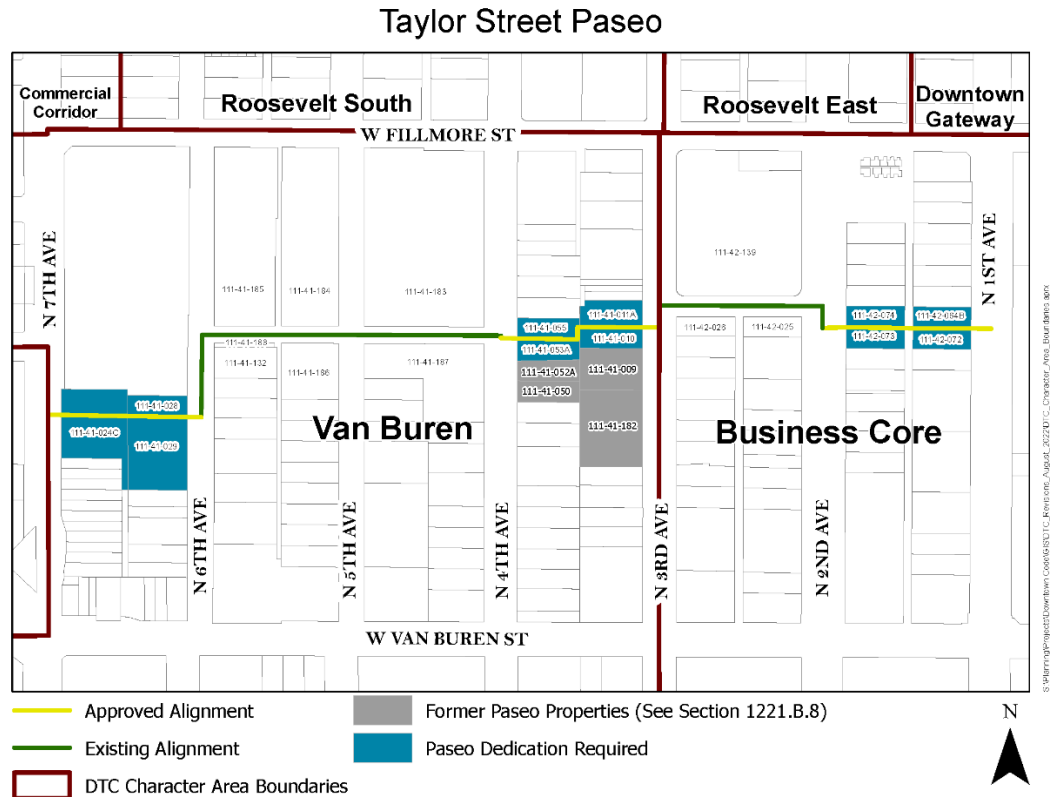 Taylor Street Paseo
Commercial
Corridor
Roosevelt South
Roosevelt East
Downtown
Gateway
W FILLMORE ST
N 7TH AVE
N 6TH AVE
N 5TH AVE
N 4TH AVE
N 3RD AVE
N 2ND AVE
N 1ST AVE
111-42-139
111-41-185
111-41-184
111-41-183
111-41-011A
111-41-055
111-41-010
111-42-074
111-42-084B
111-42-026
111-42-025
111-42-073
111-42-072
111-41-188
111-41-132
111-41-186
111-41-187
111-41-053A
111-41-052A
111-41-009
111-41-050
111-41-028
111-41-024C
111-41-029
111-41-182
Van Buren
Business Core
W VAN BUREN ST
Approved Alignment
Former Paseo Properties (See Section 1221.B.8)
Existing Alignment
Paseo Dedication Required
DTC Character Area Boundaries
N